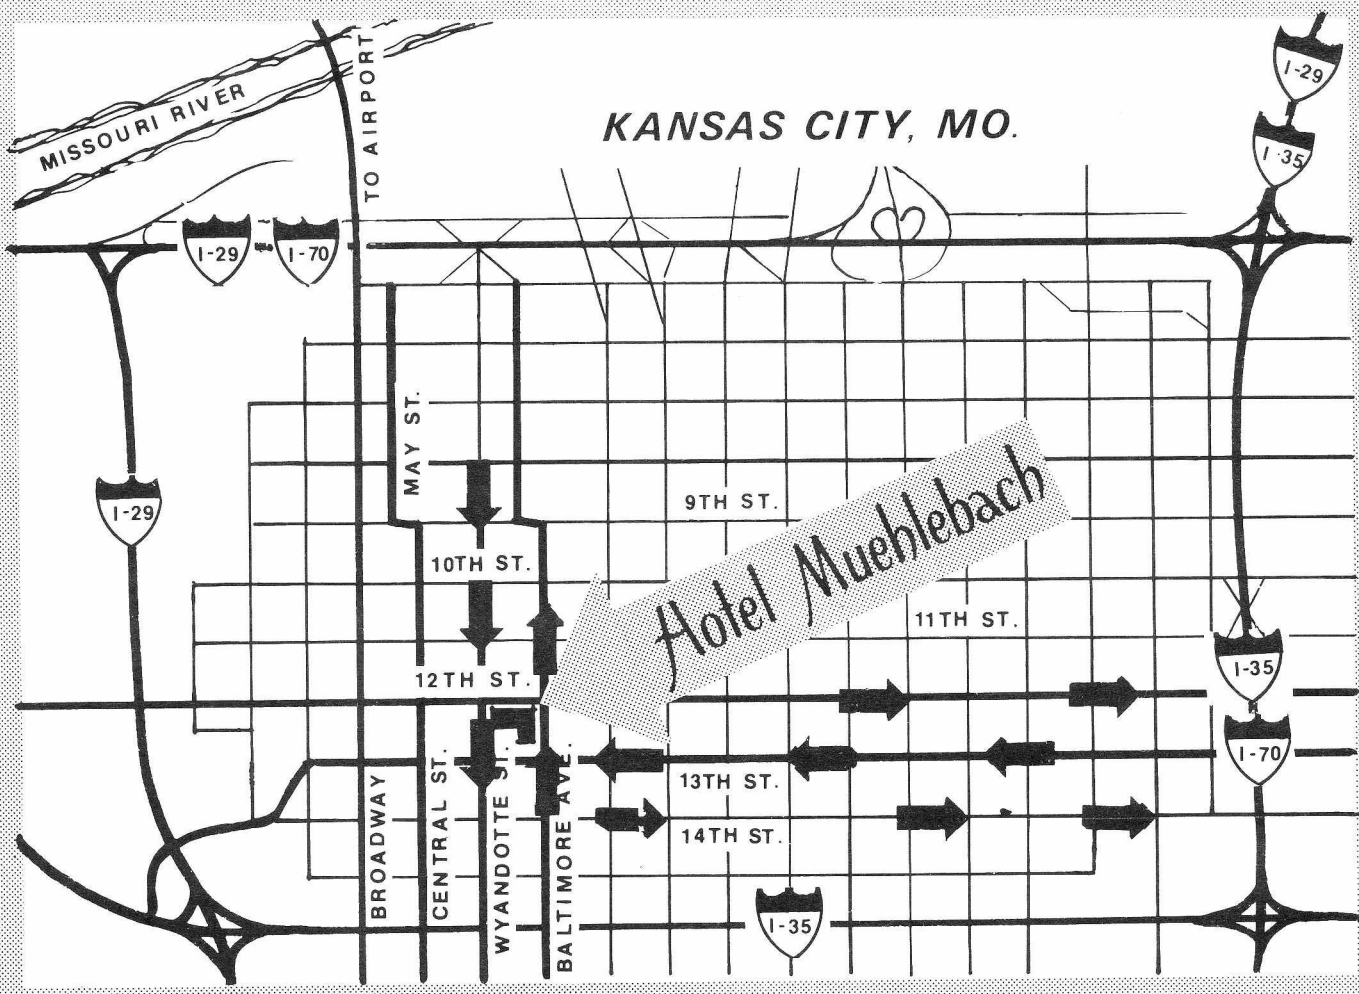 I-29
MISSOURI RIVER
TO AIRPORT
KANSAS CITY, MO.
I-35
I-29
I-70
MAY ST.
9TH ST.
I-29
10TH ST.
Hotel Muehlebach
11TH ST.
12TH ST.
I-35
I-70
13TH ST.
14TH ST.
BROADWAY
CENTRAL ST.
WYANDOTTE ST.
BALTIMORE AVE.
I-35